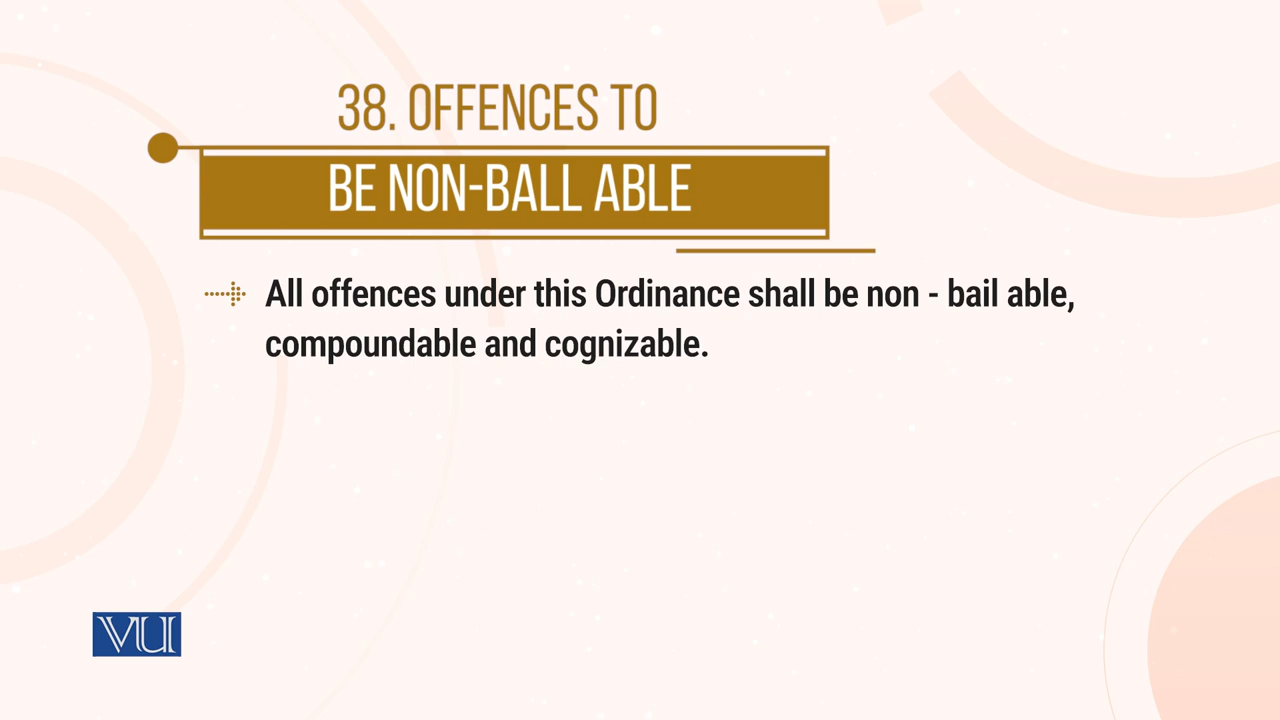 38. OFFENCES TO
BE NON-BALL ABLE
All offences under this Ordinance shall be non - bail able,
compoundable and cognizable.
VU